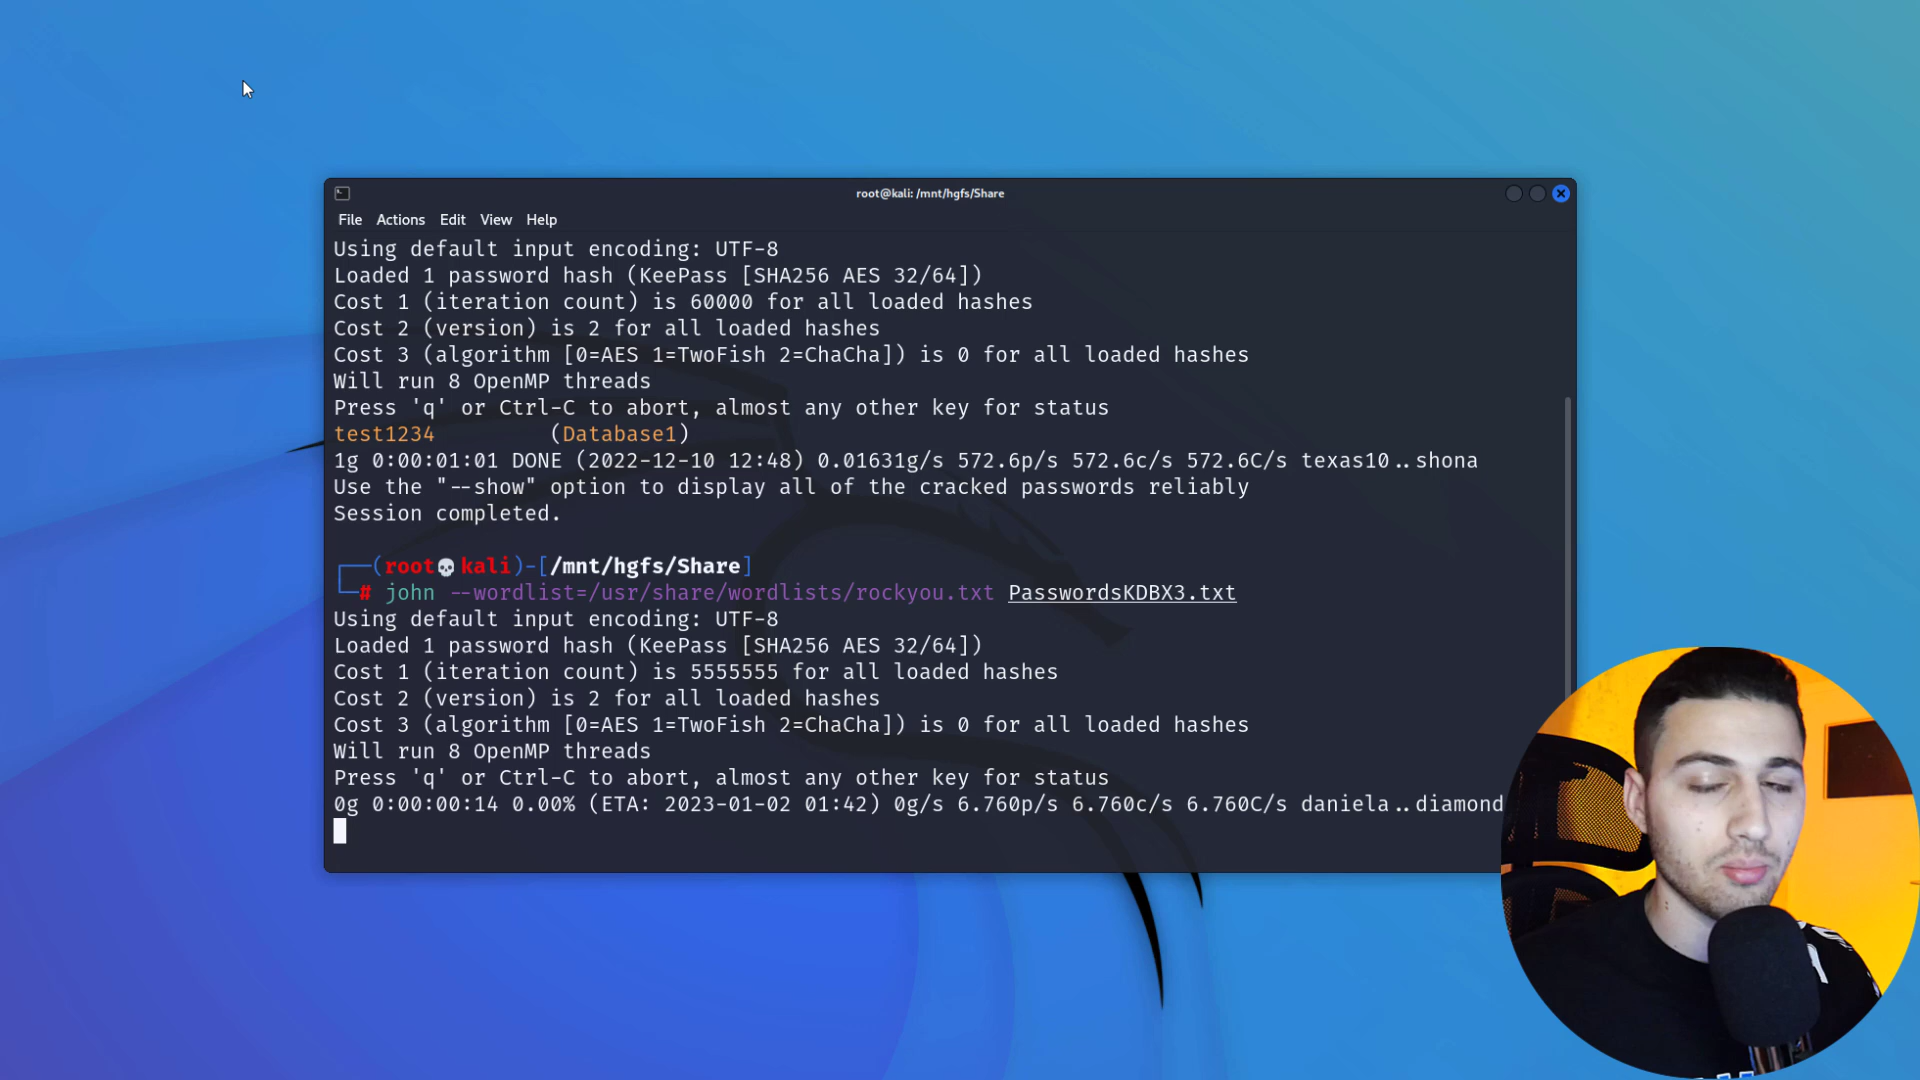 root@kali: /mnt/hgfs/Share
File Actions Edit View Help
Using default input encoding: UTF-8
Loaded 1 password hash (KeePass [SHA256 AES 32/64])
Cost 1 (iteration count) is 60000 for all loaded hashes
Cost 2 (version) is 2 for all loaded hashes
Cost 3 (algorithm [0=AES 1=TwoFish 2=ChaCha]) is 0 for all loaded hashes
Will run 8 OpenMP threads
Press 'q' or Ctrl-C to abort, almost any other key for status
test1234 (Database1)
1g 0:00:01:01 DONE (2022-12-10 12:48) 0.01631g/s 572.6p/s 572.6c/s 572.6C/s texas10..shona
Use the "--show" option to display all of the cracked passwords reliably
Session completed.
┌──(root💀kali)-[/mnt/hgfs/Share]
└─# john --wordlist=/usr/share/wordlists/rockyou.txt PasswordsKDBX3.txt
Using default input encoding: UTF-8
Loaded 1 password hash (KeePass [SHA256 AES 32/64])
Cost 1 (iteration count) is 5555555 for all loaded hashes
Cost 2 (version) is 2 for all loaded hashes
Cost 3 (algorithm [0=AES 1=TwoFish 2=ChaCha]) is 0 for all loaded hashes
Will run 8 OpenMP threads
Press 'q' or Ctrl-C to abort, almost any other key for status
0g 0:00:00:14 0.00% (ETA: 2023-01-02 01:42) 0g/s 6.760p/s 6.760c/s 6.760C/s daniela..diamond